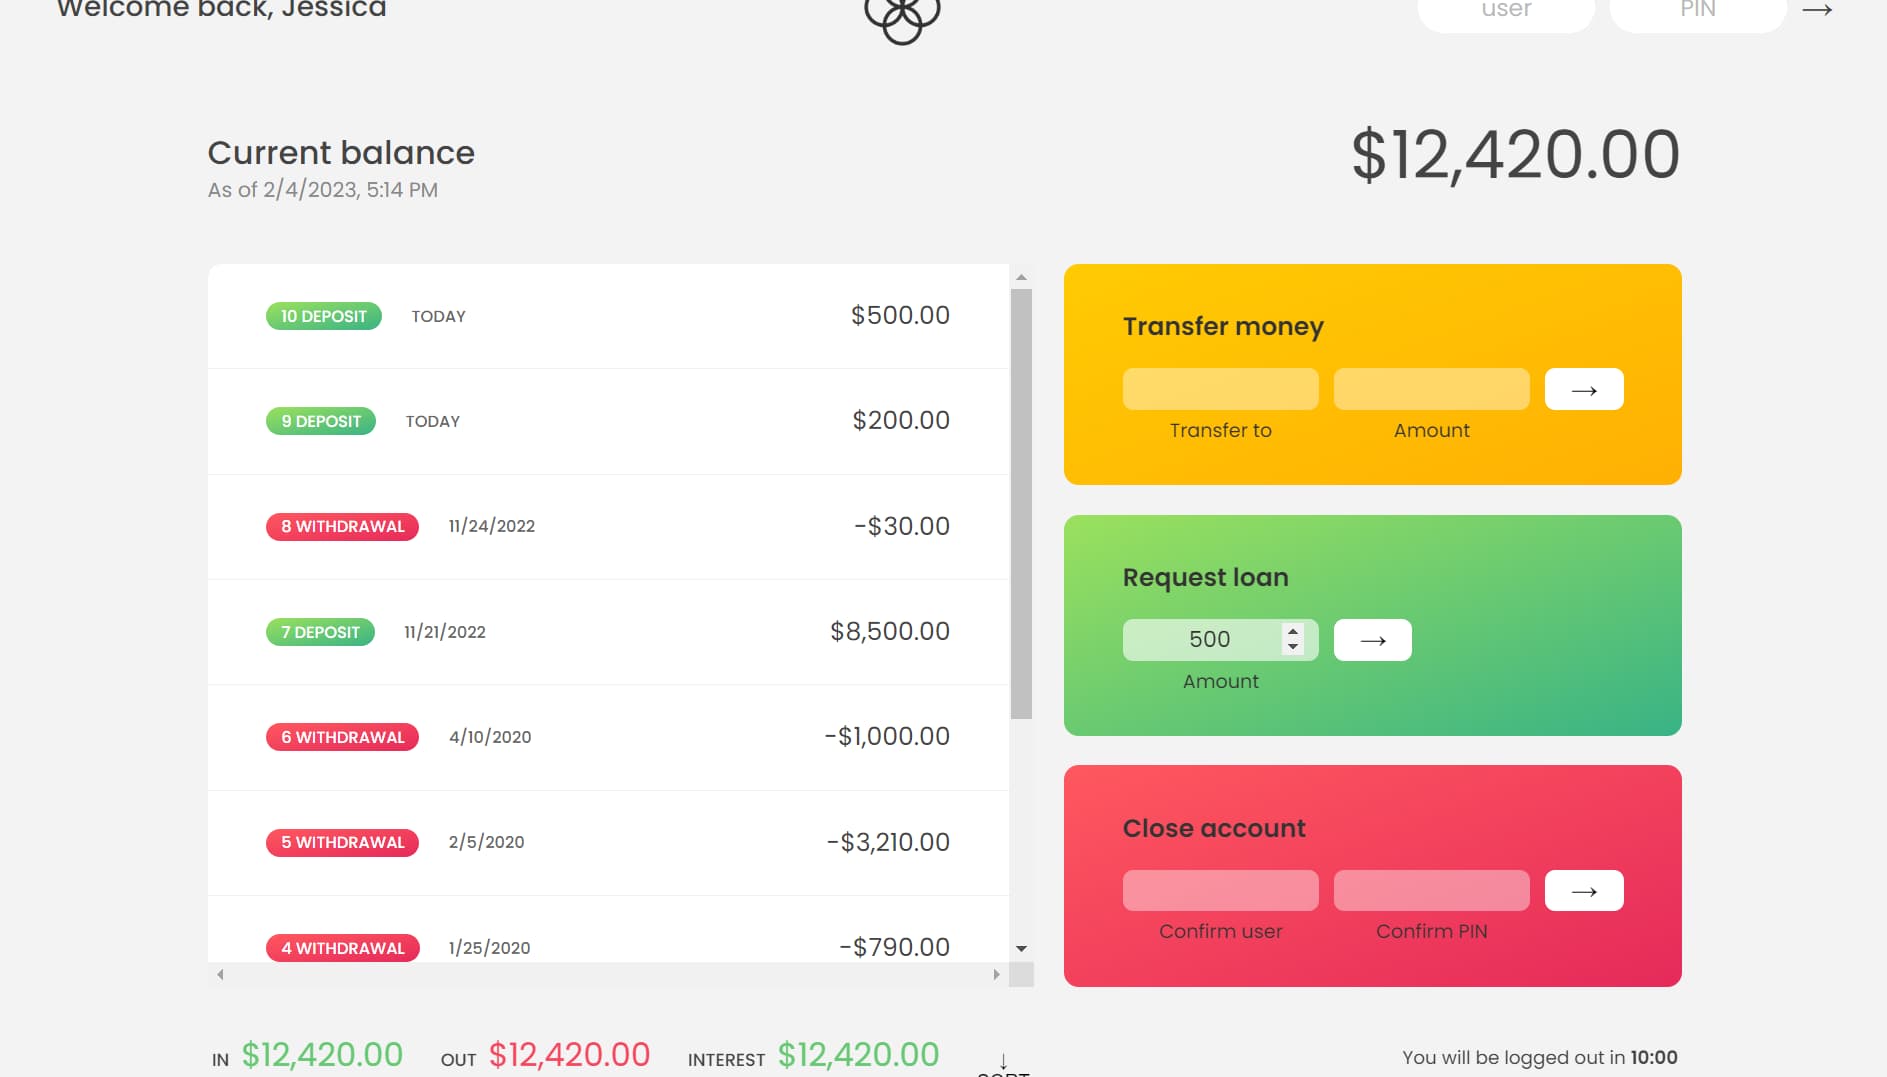 Welcome back, Jessica
user
PIN
→
Current balance
As of 2/4/2023, 5:14 PM
$12,420.00
10 DEPOSIT TODAY $500.00
9 DEPOSIT TODAY $200.00
8 WITHDRAWAL 11/24/2022 -$30.00
7 DEPOSIT 11/21/2022 $8,500.00
6 WITHDRAWAL 4/10/2020 -$1,000.00
5 WITHDRAWAL 2/5/2020 -$3,210.00
4 WITHDRAWAL 1/25/2020 -$790.00
Transfer money
→
Transfer to Amount
Request loan
500 →
Amount
Close account
→
Confirm user Confirm PIN
IN $12,420.00 OUT $12,420.00 INTEREST $12,420.00 ↓ SORT
You will be logged out in 10:00